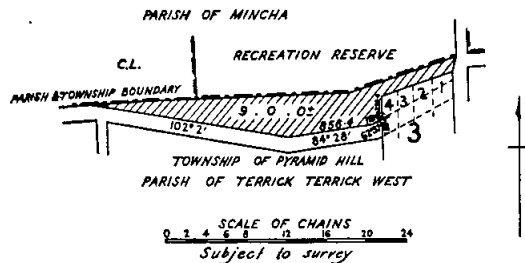 PARISH OF MINCHA
RECREATION RESERVE
C.L.
PARISH & TOWNSHIP BOUNDARY
9.0.0±
102° 2'
858.4
84° 28'
4 3 2 1
3
TOWNSHIP OF PYRAMID HILL
PARISH OF TERRICK TERRICK WEST
SCALE OF CHAINS
0 2 4 6 8 12 16 20 24
Subject to survey